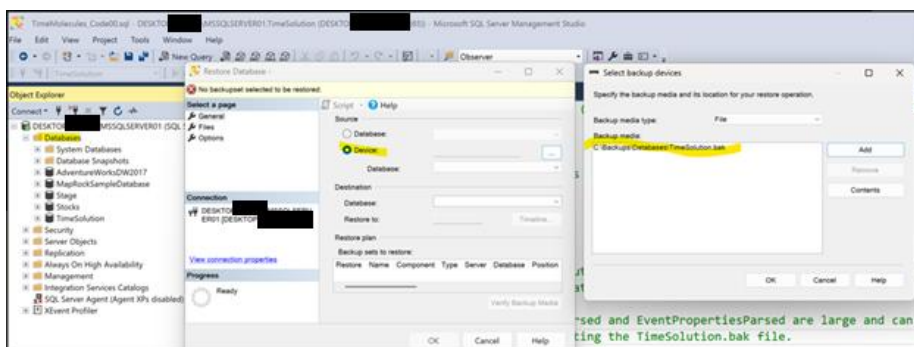 TimeMolecules_Code00.sql - DESKTO MSSQLSERVER01.TimeSolution (DESKTO - Microsoft SQL Server Management Studio
File Edit View Project Tools Window Help
New Query
Observer
TimeSolution
Object Explorer
Connect
DESKTO MSSQLSERVER01 (SQL
Databases
System Databases
Database Snapshots
AdventureWorksDW2017
MapRockSampleDatabase
Stage
Stocks
TimeSolution
Security
Server Objects
Replication
Always On High Availability
Management
Integration Services Catalogs
SQL Server Agent (Agent XPs disabled)
XEvent Profiler
Restore Database -
No backupset selected to be restored.
Select a page
General
Files
Options
Connection
DESKTO
ER01 [DESKTOP
View connection properties
Progress
Ready
Script Help
Source
Database:
Device:
...
Database:
Destination
Database:
Restore to:
Timeline...
Restore plan
Backup sets to restore:
Restore Name Component Type Server Database Position
Verify Backup Media
OK Cancel Help
Select backup devices
Specify the backup media and its location for your restore operation.
Backup media type: File
Backup media:
C:\Backups\Databases\TimeSolution.bak
Add
Remove
Contents
OK Cancel Help
rsed and EventPropertiesParsed are large and can
ting the TimeSolution.bak file.